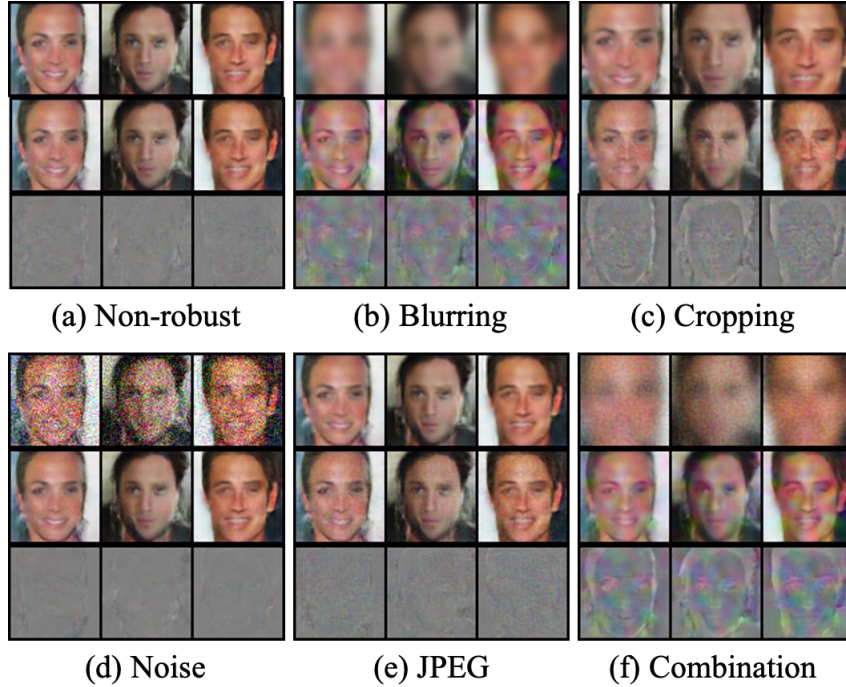 (a) Non-robust
(b) Blurring
(c) Cropping
(d) Noise
(e) JPEG
(f) Combination